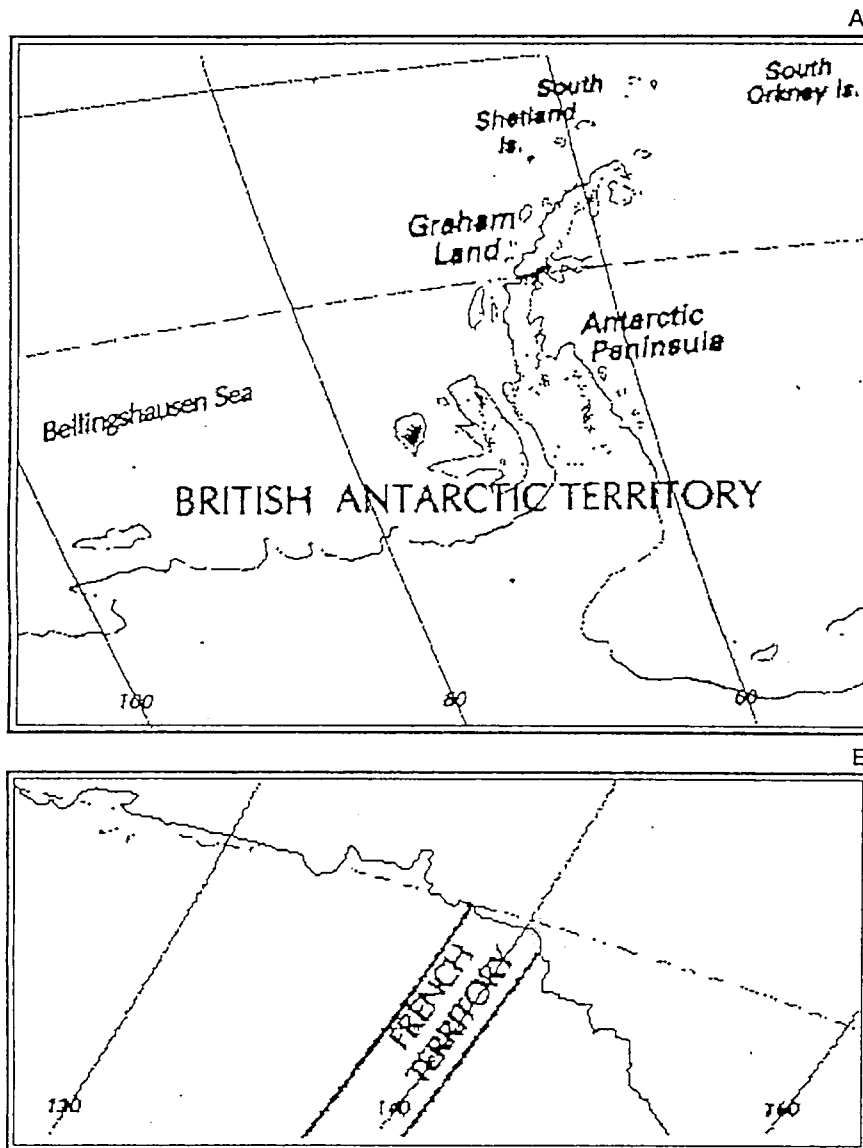 A
South
Shetland
Is.
South
Orkney Is.
Graham
Land
Antarctic
Peninsula
Bellingshausen Sea
BRITISH ANTARCTIC TERRITORY
100
80
60
FRENCH
TERRITORY
140
160